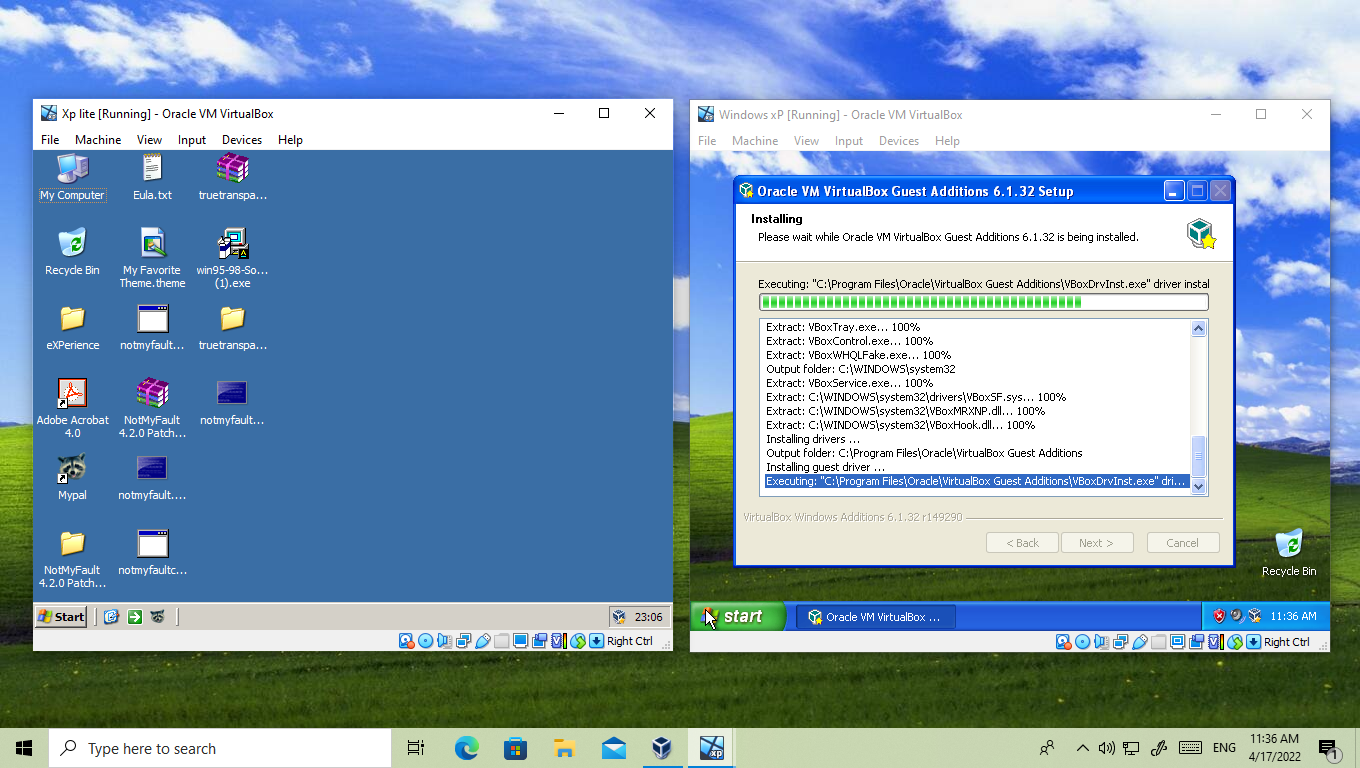 Xp lite [Running] - Oracle VM VirtualBox
File Machine View Input Devices Help
My Computer
Eula.txt
truetranspa...
Recycle Bin
My Favorite
Theme.theme
win95-98-So...
(1).exe
eXPerience
notmyfault...
truetranspa...
Adobe Acrobat
4.0
NotMyFault
4.2.0 Patch...
notmyfault...
Mypal
notmyfault....
NotMyFault
4.2.0 Patch...
notmyfaultc...
Start
23:06
Right Ctrl
Windows xP [Running] - Oracle VM VirtualBox
File Machine View Input Devices Help
Oracle VM VirtualBox Guest Additions 6.1.32 Setup
Installing
Please wait while Oracle VM VirtualBox Guest Additions 6.1.32 is being installed.
Executing: "C:\Program Files\Oracle\VirtualBox Guest Additions\VBoxDrvInst.exe" driver instal
Extract: VBoxTray.exe... 100%
Extract: VBoxControl.exe... 100%
Extract: VBoxWHQLFake.exe... 100%
Output folder: C:\WINDOWS\system32
Extract: VBoxService.exe... 100%
Extract: C:\WINDOWS\system32\drivers\VBoxSF.sys... 100%
Extract: C:\WINDOWS\system32\VBoxMRXNP.dll... 100%
Extract: C:\WINDOWS\system32\VBoxHook.dll... 100%
Installing drivers ...
Output folder: C:\Program Files\Oracle\VirtualBox Guest Additions
Installing guest driver ...
Executing: "C:\Program Files\Oracle\VirtualBox Guest Additions\VBoxDrvInst.exe" dri...
VirtualBox Windows Additions 6.1.32 r149290
< Back Next > Cancel
Recycle Bin
start
Oracle VM VirtualBox ...
11:36 AM
Right Ctrl
Type here to search
xp
ENG
11:36 AM
4/17/2022
1